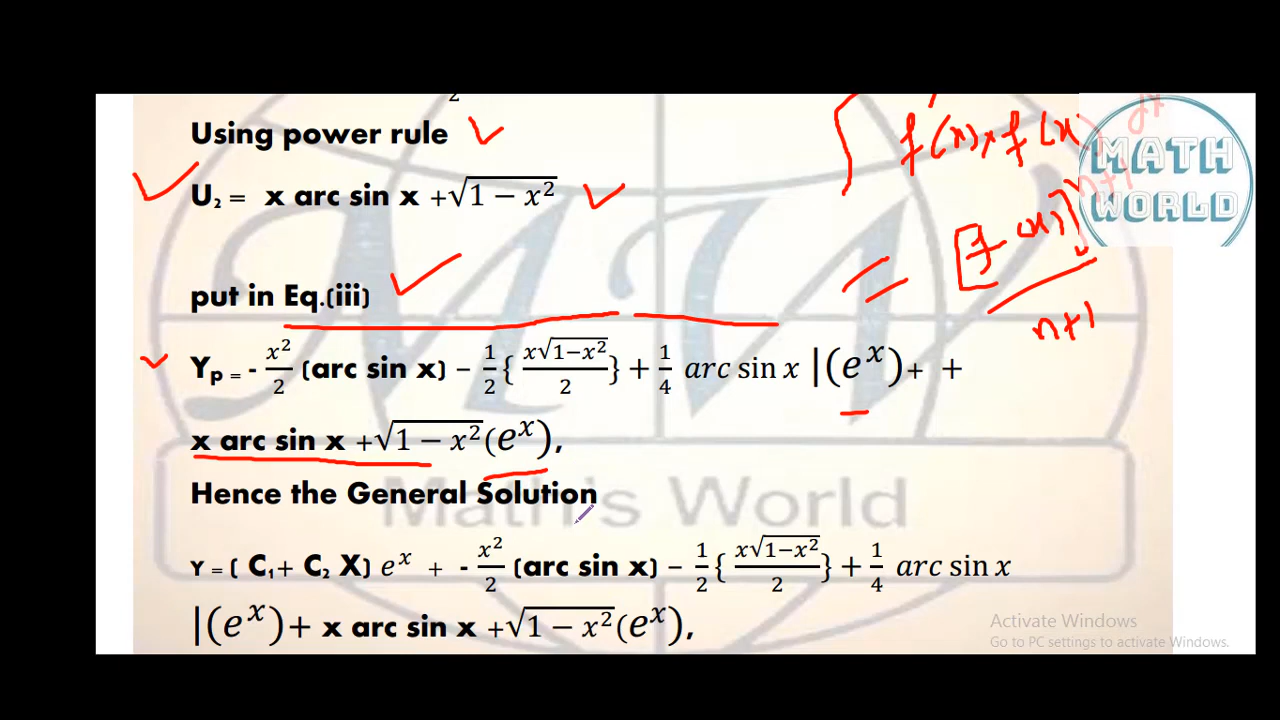 2
Using power rule
U₂ = x arc sin x +√1 − x²
put in Eq.(iii)
Yₚ = - x²/2 (arc sin x) − 1/2{x√1−x²/2} + 1/4 arc sin x |(eˣ)+ +
x arc sin x +√1 − x²(eˣ),
Hence the General Solution
Y = ( C₁+ C₂ X) eˣ + - x²/2 (arc sin x) − 1/2{x√1−x²/2} + 1/4 arc sin x
|(eˣ)+ x arc sin x +√1 − x²(eˣ),
f'(x) x f(x)
= [f(x)]ⁿ⁺¹
n+1
MATH
WORLD
Math's World
Activate Windows
Go to PC settings to activate Windows.